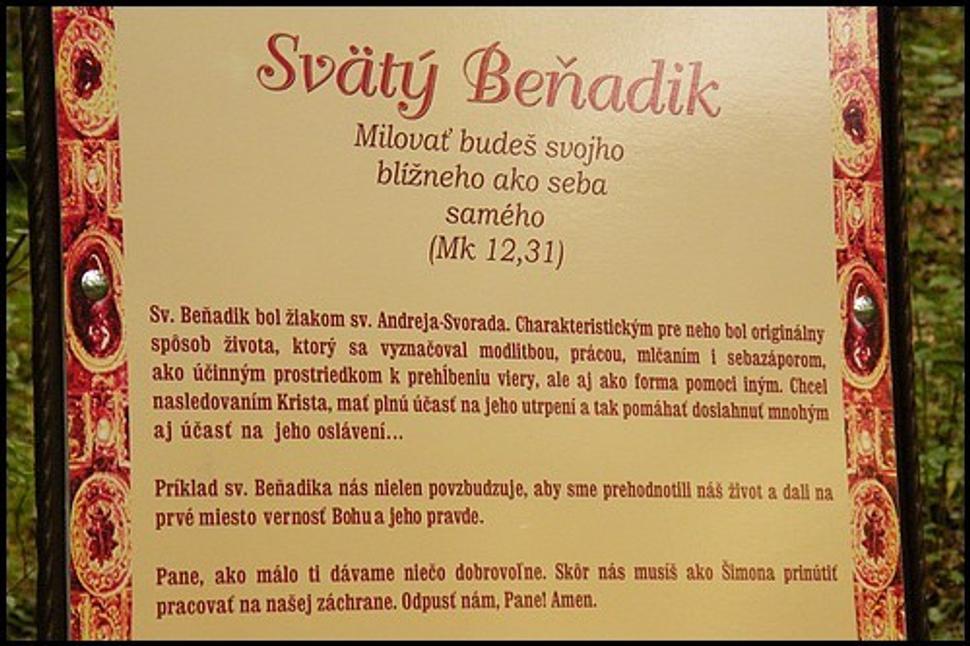 Svätý Beňadik
Milovať budeš svojho
blížneho ako seba
samého
(Mk 12,31)
Sv. Beňadik bol žiakom sv. Andreja-Svorada. Charakteristickým pre neho bol originálny
spôsob života, ktorý sa vyznačoval modlitbou, prácou, mlčaním i sebazáporom,
ako účinným prostriedkom k prehĺbeniu viery, ale aj ako forma pomoci iným. Chcel
nasledovaním Krista, mať plnú účasť na jeho utrpení a tak pomáhať dosiahnuť mnohým
aj účasť na jeho oslávení...
Príklad sv. Beňadika nás nielen povzbudzuje, aby sme prehodnotili náš život a dali na
prvé miesto vernosť Bohu a jeho pravde.
Pane, ako málo ti dávame niečo dobrovoľne. Skôr nás musíš ako Šimona prinútiť
pracovať na našej záchrane. Odpusť nám, Pane! Amen.